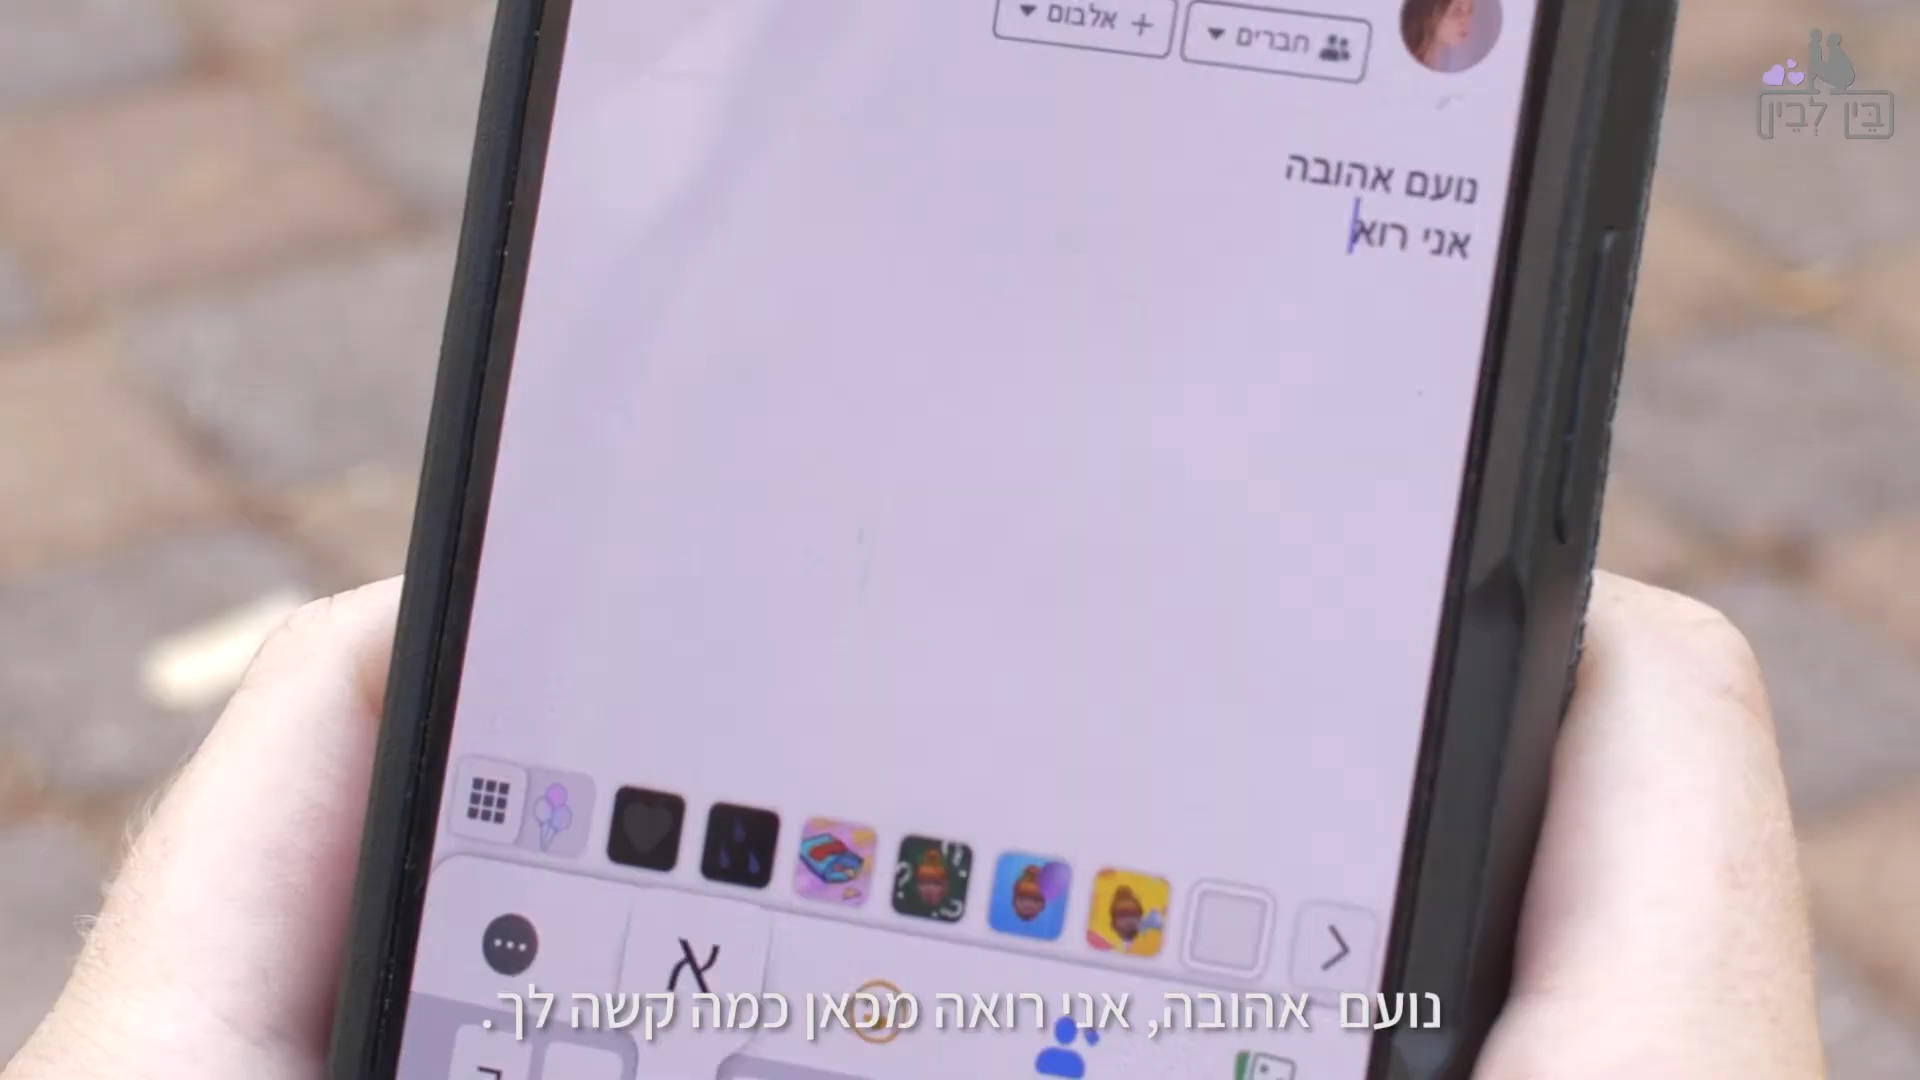 + אלבום
חברים
בין לבין
נועם אהובה
אני רוא
א
נועם אהובה, אני רואה מכאן כמה קשה לך.